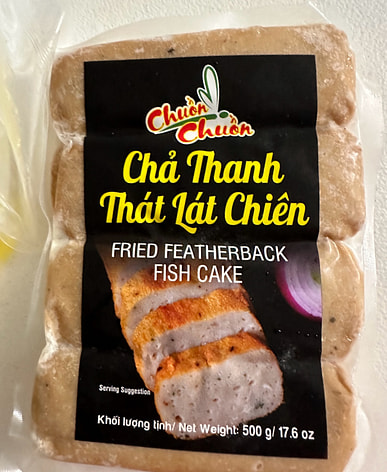 Chuồn
Chuồn
Chả Thanh
Thát Lát Chiên
FRIED FEATHERBACK
FISH CAKE
Serving Suggestion
Khối lượng tịnh/ Net Weight: 500 g/ 17.6 oz